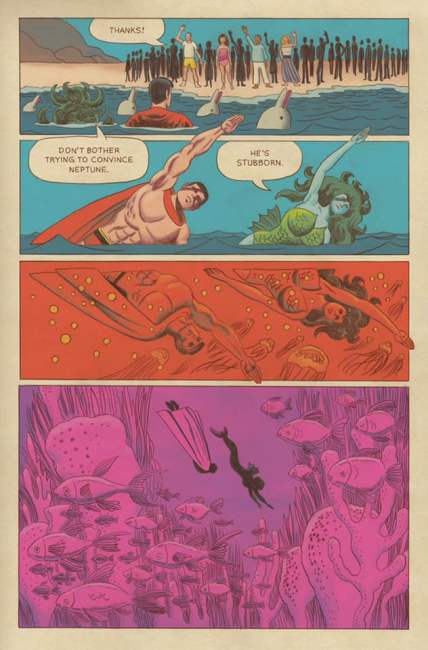 THANKS!
DON'T BOTHER
TRYING TO CONVINCE
NEPTUNE.
HE'S
STUBBORN.